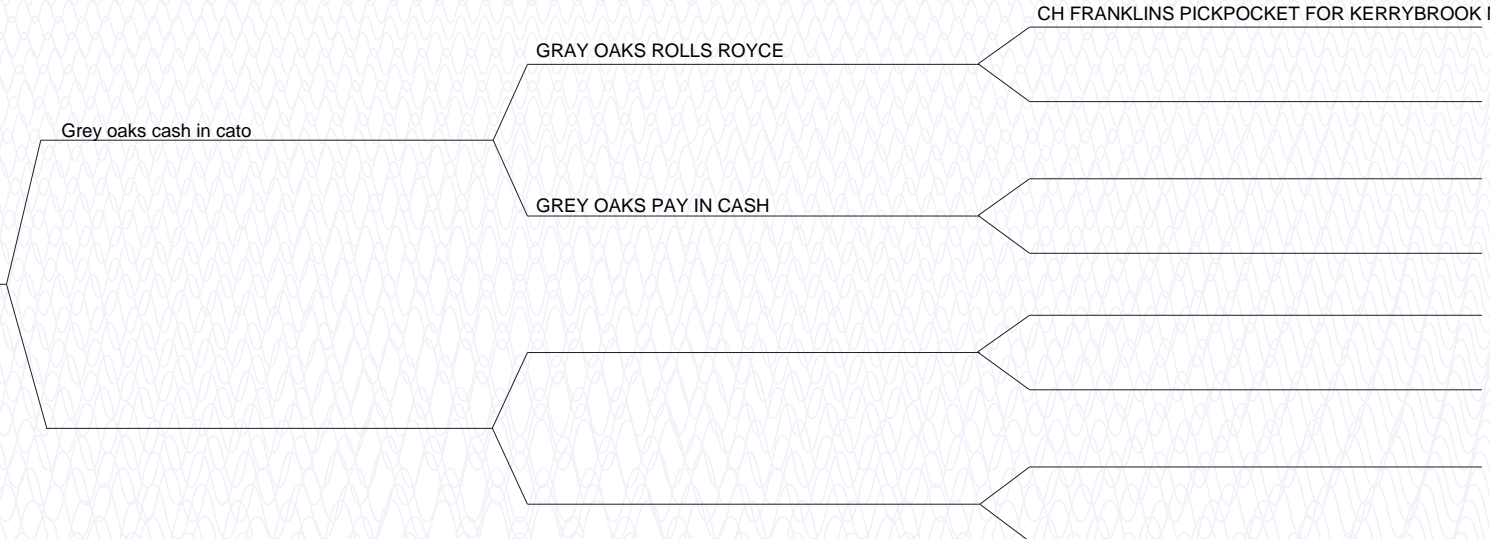 CH FRANKLINS PICKPOCKET FOR KERRYBROOK
GRAY OAKS ROLLS ROYCE
Grey oaks cash in cato
GREY OAKS PAY IN CASH